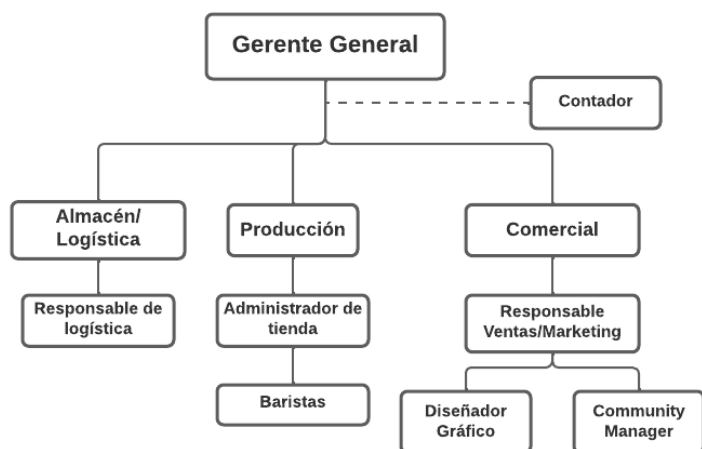 Gerente General
Contador
Almacén/
Logística
Producción
Comercial
Responsable de
logística
Administrador de
tienda
Responsable
Ventas/Marketing
Baristas
Diseñador
Gráfico
Community
Manager